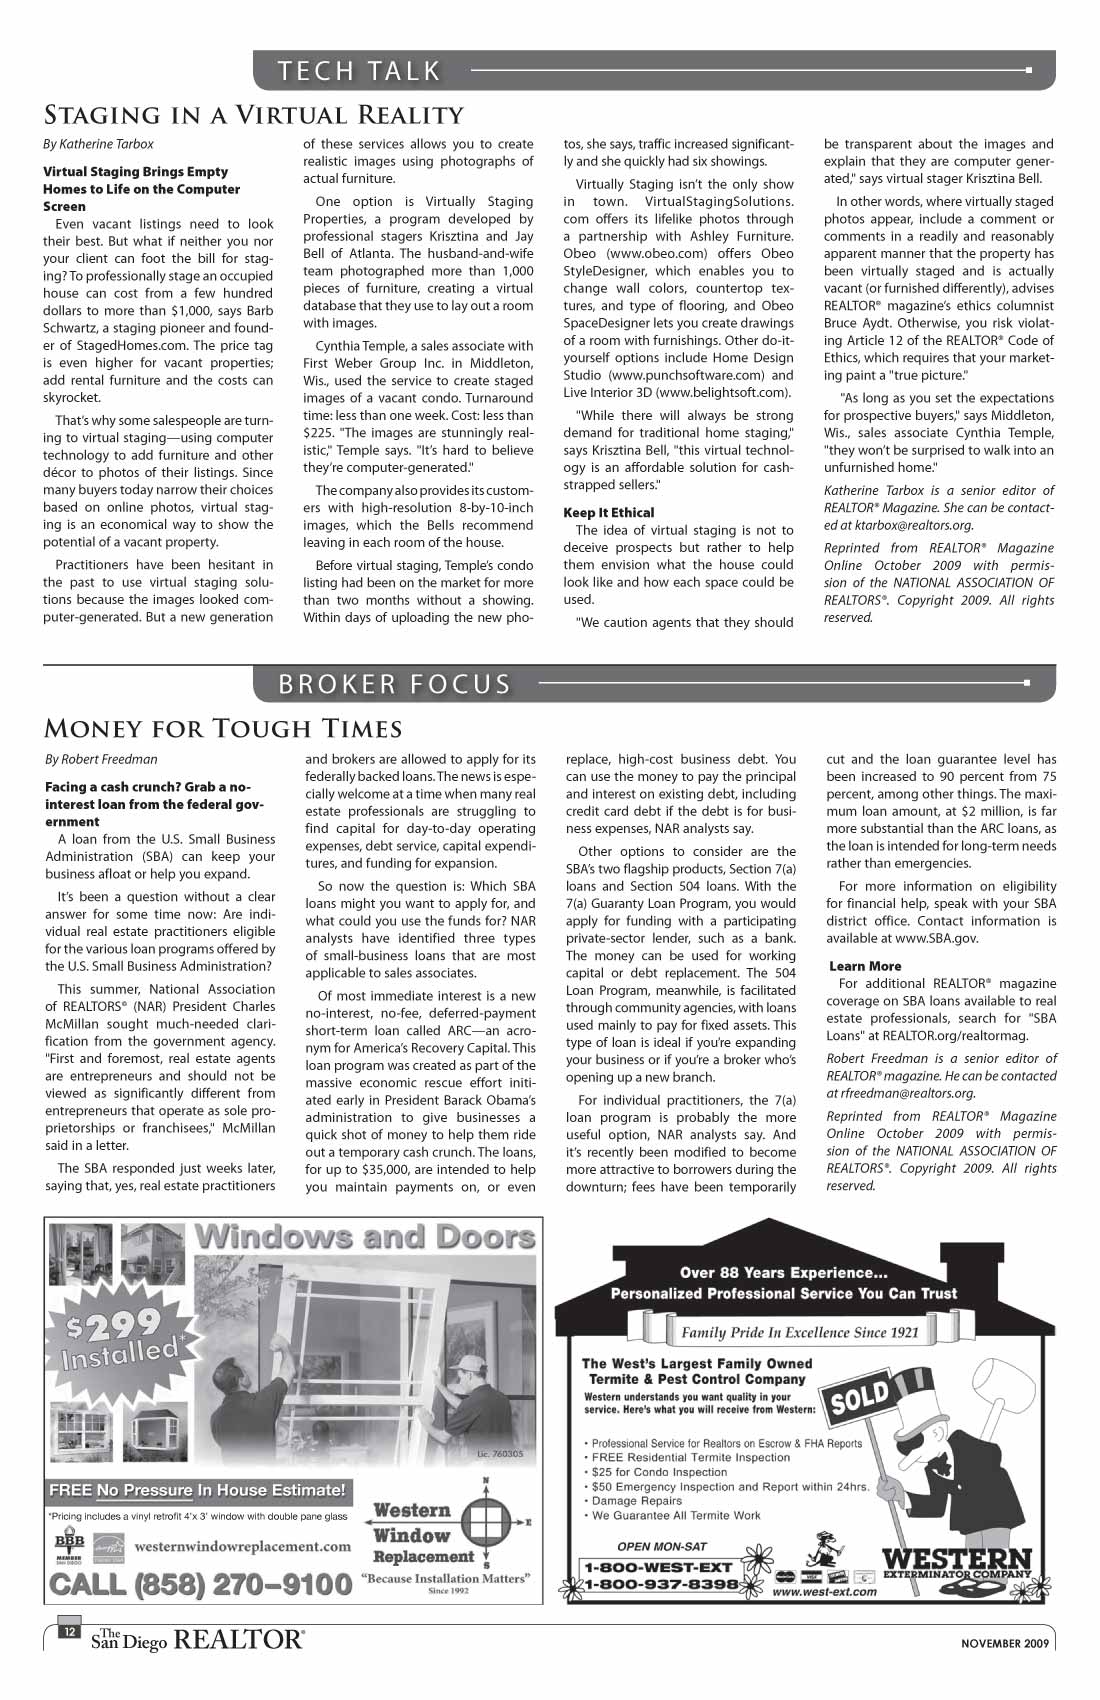 TECH TALK
STAGING IN A VIRTUAL REALITY
By Katherine Tarbox
Virtual Staging Brings Empty
Homes to Life on the Computer
Screen
Even vacant listings need to look
their best. But what if neither you nor
your client can foot the bill for stag-
ing? To professionally stage an occupied
house can cost from a few hundred
dollars to more than $1,000, says Barb
Schwartz, a staging pioneer and found-
er of StagedHomes.com. The price tag
is even higher for vacant properties;
add rental furniture and the costs can
skyrocket.
That's why some salespeople are turn-
ing to virtual staging—using computer
technology to add furniture and other
décor to photos of their listings. Since
many buyers today narrow their choices
based on online photos, virtual stag-
ing is an economical way to show the
potential of a vacant property.
Practitioners have been hesitant in
the past to use virtual staging solu-
tions because the images looked com-
puter-generated. But a new generation
of these services allows you to create
realistic images using photographs of
actual furniture.
One option is Virtually Staging
Properties, a program developed by
professional stagers Krisztina and Jay
Bell of Atlanta. The husband-and-wife
team photographed more than 1,000
pieces of furniture, creating a virtual
database that they use to lay out a room
with images.
Cynthia Temple, a sales associate with
First Weber Group Inc. in Middleton,
Wis., used the service to create staged
images of a vacant condo. Turnaround
time: less than one week. Cost: less than
$225. "The images are stunningly real-
istic," Temple says. "It's hard to believe
they're computer-generated."
The company also provides its custom-
ers with high-resolution 8-by-10-inch
images, which the Bells recommend
leaving in each room of the house.
Before virtual staging, Temple's condo
listing had been on the market for more
than two months without a showing.
Within days of uploading the new pho-
tos, she says, traffic increased significant-
ly and she quickly had six showings.
Virtually Staging isn't the only show
in town. VirtualStagingSolutions.
com offers its lifelike photos through
a partnership with Ashley Furniture.
Obeo (www.obeo.com) offers Obeo
StyleDesigner, which enables you to
change wall colors, countertop tex-
tures, and type of flooring, and Obeo
SpaceDesigner lets you create drawings
of a room with furnishings. Other do-it-
yourself options include Home Design
Studio (www.punchsoftware.com) and
Live Interior 3D (www.belightsoft.com).
"While there will always be strong
demand for traditional home staging,"
says Krisztina Bell, "this virtual technol-
ogy is an affordable solution for cash-
strapped sellers."
Keep It Ethical
The idea of virtual staging is not to
deceive prospects but rather to help
them envision what the house could
look like and how each space could be
used.
"We caution agents that they should
be transparent about the images and
explain that they are computer gener-
ated," says virtual stager Krisztina Bell.
In other words, where virtually staged
photos appear, include a comment or
comments in a readily and reasonably
apparent manner that the property has
been virtually staged and is actually
vacant (or furnished differently), advises
REALTOR® magazine's ethics columnist
Bruce Aydt. Otherwise, you risk violat-
ing Article 12 of the REALTOR® Code of
Ethics, which requires that your market-
ing paint a "true picture."
"As long as you set the expectations
for prospective buyers," says Middleton,
Wis., sales associate Cynthia Temple,
"they won't be surprised to walk into an
unfurnished home."
Katherine Tarbox is a senior editor of
REALTOR® Magazine. She can be contact-
ed at ktarbox@realtors.org.
Reprinted from REALTOR® Magazine
Online October 2009 with permis-
sion of the NATIONAL ASSOCIATION OF
REALTORS®. Copyright 2009. All rights
reserved.
BROKER FOCUS
MONEY FOR TOUGH TIMES
By Robert Freedman
Facing a cash crunch? Grab a no-
interest loan from the federal gov-
ernment
A loan from the U.S. Small Business
Administration (SBA) can keep your
business afloat or help you expand.
It's been a question without a clear
answer for some time now: Are indi-
vidual real estate practitioners eligible
for the various loan programs offered by
the U.S. Small Business Administration?
This summer, National Association
of REALTORS® (NAR) President Charles
McMillan sought much-needed clari-
fication from the government agency.
"First and foremost, real estate agents
are entrepreneurs and should not be
viewed as significantly different from
entrepreneurs that operate as sole pro-
prietorships or franchisees," McMillan
said in a letter.
The SBA responded just weeks later,
saying that, yes, real estate practitioners
and brokers are allowed to apply for its
federally backed loans. The news is espe-
cially welcome at a time when many real
estate professionals are struggling to
find capital for day-to-day operating
expenses, debt service, capital expendi-
tures, and funding for expansion.
So now the question is: Which SBA
loans might you want to apply for, and
what could you use the funds for? NAR
analysts have identified three types
of small-business loans that are most
applicable to sales associates.
Of most immediate interest is a new
no-interest, no-fee, deferred-payment
short-term loan called ARC—an acro-
nym for America's Recovery Capital. This
loan program was created as part of the
massive economic rescue effort initi-
ated early in President Barack Obama's
administration to give businesses a
quick shot of money to help them ride
out a temporary cash crunch. The loans,
for up to $35,000, are intended to help
you maintain payments on, or even
replace, high-cost business debt. You
can use the money to pay the principal
and interest on existing debt, including
credit card debt if the debt is for busi-
ness expenses, NAR analysts say.
Other options to consider are the
SBA's two flagship products, Section 7(a)
loans and Section 504 loans. With the
7(a) Guaranty Loan Program, you would
apply for funding with a participating
private-sector lender, such as a bank.
The money can be used for working
capital or debt replacement. The 504
Loan Program, meanwhile, is facilitated
through community agencies, with loans
used mainly to pay for fixed assets. This
type of loan is ideal if you're expanding
your business or if you're a broker who's
opening up a new branch.
For individual practitioners, the 7(a)
loan program is probably the more
useful option, NAR analysts say. And
it's recently been modified to become
more attractive to borrowers during the
downturn; fees have been temporarily
cut and the loan guarantee level has
been increased to 90 percent from 75
percent, among other things. The maxi-
mum loan amount, at $2 million, is far
more substantial than the ARC loans, as
the loan is intended for long-term needs
rather than emergencies.
For more information on eligibility
for financial help, speak with your SBA
district office. Contact information is
available at www.SBA.gov.
Learn More
For additional REALTOR® magazine
coverage on SBA loans available to real
estate professionals, search for "SBA
Loans" at REALTOR.org/realtormag.
Robert Freedman is a senior editor of
REALTOR® magazine. He can be contacted
at rfreedman@realtors.org.
Reprinted from REALTOR® Magazine
Online October 2009 with permis-
sion of the NATIONAL ASSOCIATION OF
REALTORS®. Copyright 2009. All rights
reserved.
Windows and Doors
$299
Installed*
Lic. 760305
FREE No Pressure In House Estimate!
*Pricing includes a vinyl retrofit 4'x 3' window with double pane glass
BBB
MEMBER
SAN DIEGO
westernwindowreplacement.com
CALL (858) 270–9100
Western
Window
Replacement
N
E
S
"Because Installation Matters"
Since 1992
Over 88 Years Experience...
Personalized Professional Service You Can Trust
Family Pride In Excellence Since 1921
The West's Largest Family Owned
Termite & Pest Control Company
Western understands you want quality in your
service. Here's what you will receive from Western:
SOLD
• Professional Service for Realtors on Escrow & FHA Reports
• FREE Residential Termite Inspection
• $25 for Condo Inspection
• $50 Emergency Inspection and Report within 24hrs.
• Damage Repairs
• We Guarantee All Termite Work
OPEN MON-SAT
1-800-WEST-EXT
1-800-937-8398
www.west-ext.com
WESTERN
EXTERMINATOR COMPANY
12
The San Diego REALTOR®
NOVEMBER 2009